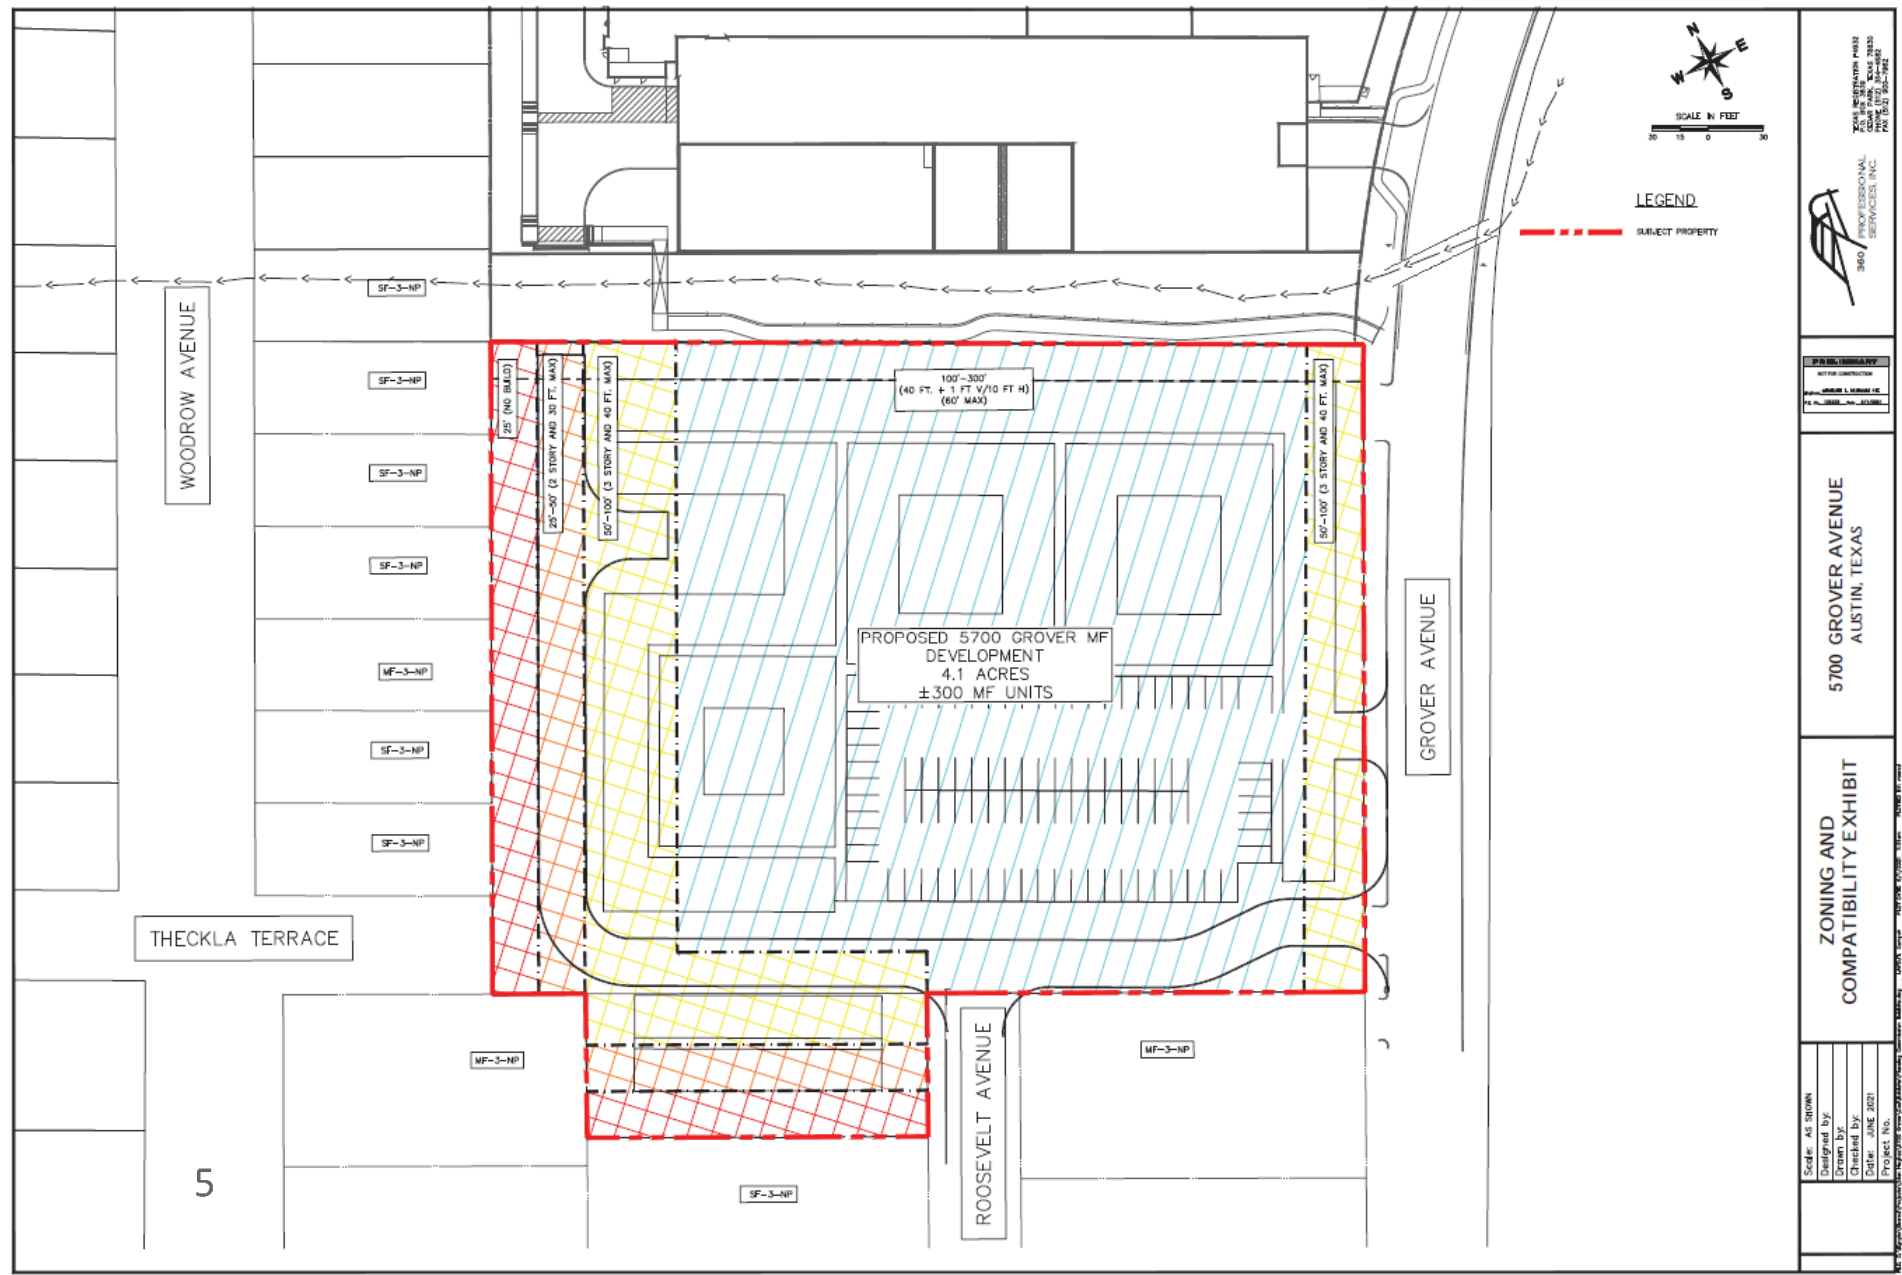 N
E
W
S
SCALE IN FEET
30 15 0 30
LEGEND
SUBJECT PROPERTY
SF-3-NP
WOODROW AVENUE
SF-3-NP
SF-3-NP
SF-3-NP
MF-3-NP
SF-3-NP
SF-3-NP
THECKLA TERRACE
MF-3-NP
SF-3-NP
MF-3-NP
ROOSEVELT AVENUE
GROVER AVENUE
25' (NO BUILD)
25'-50' (2 STORY AND 30 FT. MAX)
50'-100' (3 STORY AND 40 FT. MAX)
100'-300'
(40 FT. + 1 FT V/10 FT H)
(60' MAX)
50'-100' (3 STORY AND 40 FT. MAX)
PROPOSED 5700 GROVER MF
DEVELOPMENT
4.1 ACRES
±300 MF UNITS
5
360 PROFESSIONAL
SERVICES, INC.
PRELIMINARY
NOT FOR CONSTRUCTION
5700 GROVER AVENUE
AUSTIN, TEXAS
ZONING AND
COMPATIBILITY EXHIBIT
Scale: AS SHOWN
Designed by:
Drawn by:
Checked by:
Date: JUNE 2021
Project No.